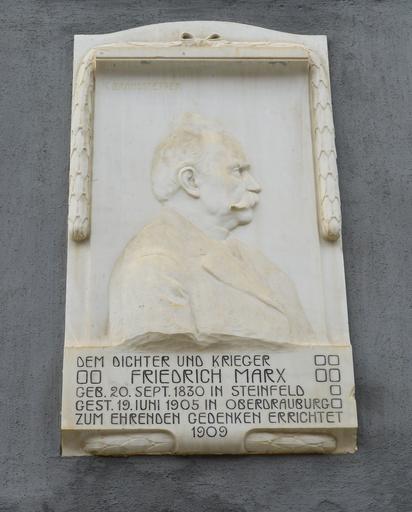 DEM DICHTER UND KRIEGER
FRIEDRICH MARX
GEB. 20. SEPT. 1830 IN STEINFELD
GEST. 19. IUNI 1905 IN OBERDRAUBURG
ZUM EHRENDEN GEDENKEN ERRICHTET
1909